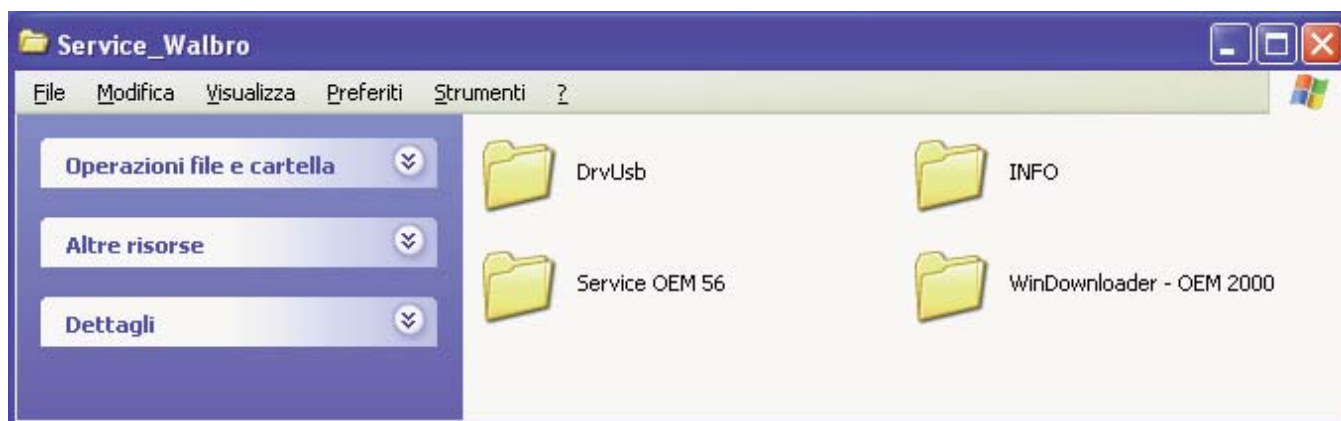 Service_Walbro
File Modifica Visualizza Preferiti Strumenti ?
Operazioni file e cartella
Altre risorse
Dettagli
DrvUsb INFO
Service OEM 56 WinDownloader - OEM 2000